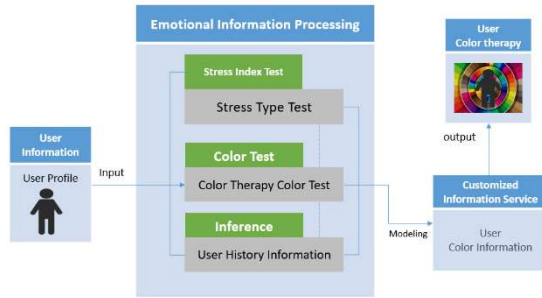 Emotional Information Processing
User
Color therapy
Stress Index Test
Stress Type Test
User
Information
User Profile
Input
Color Test
Color Therapy Color Test
output
Customized
Information Service
Modeling
User
Color Information
Inference
User History Information